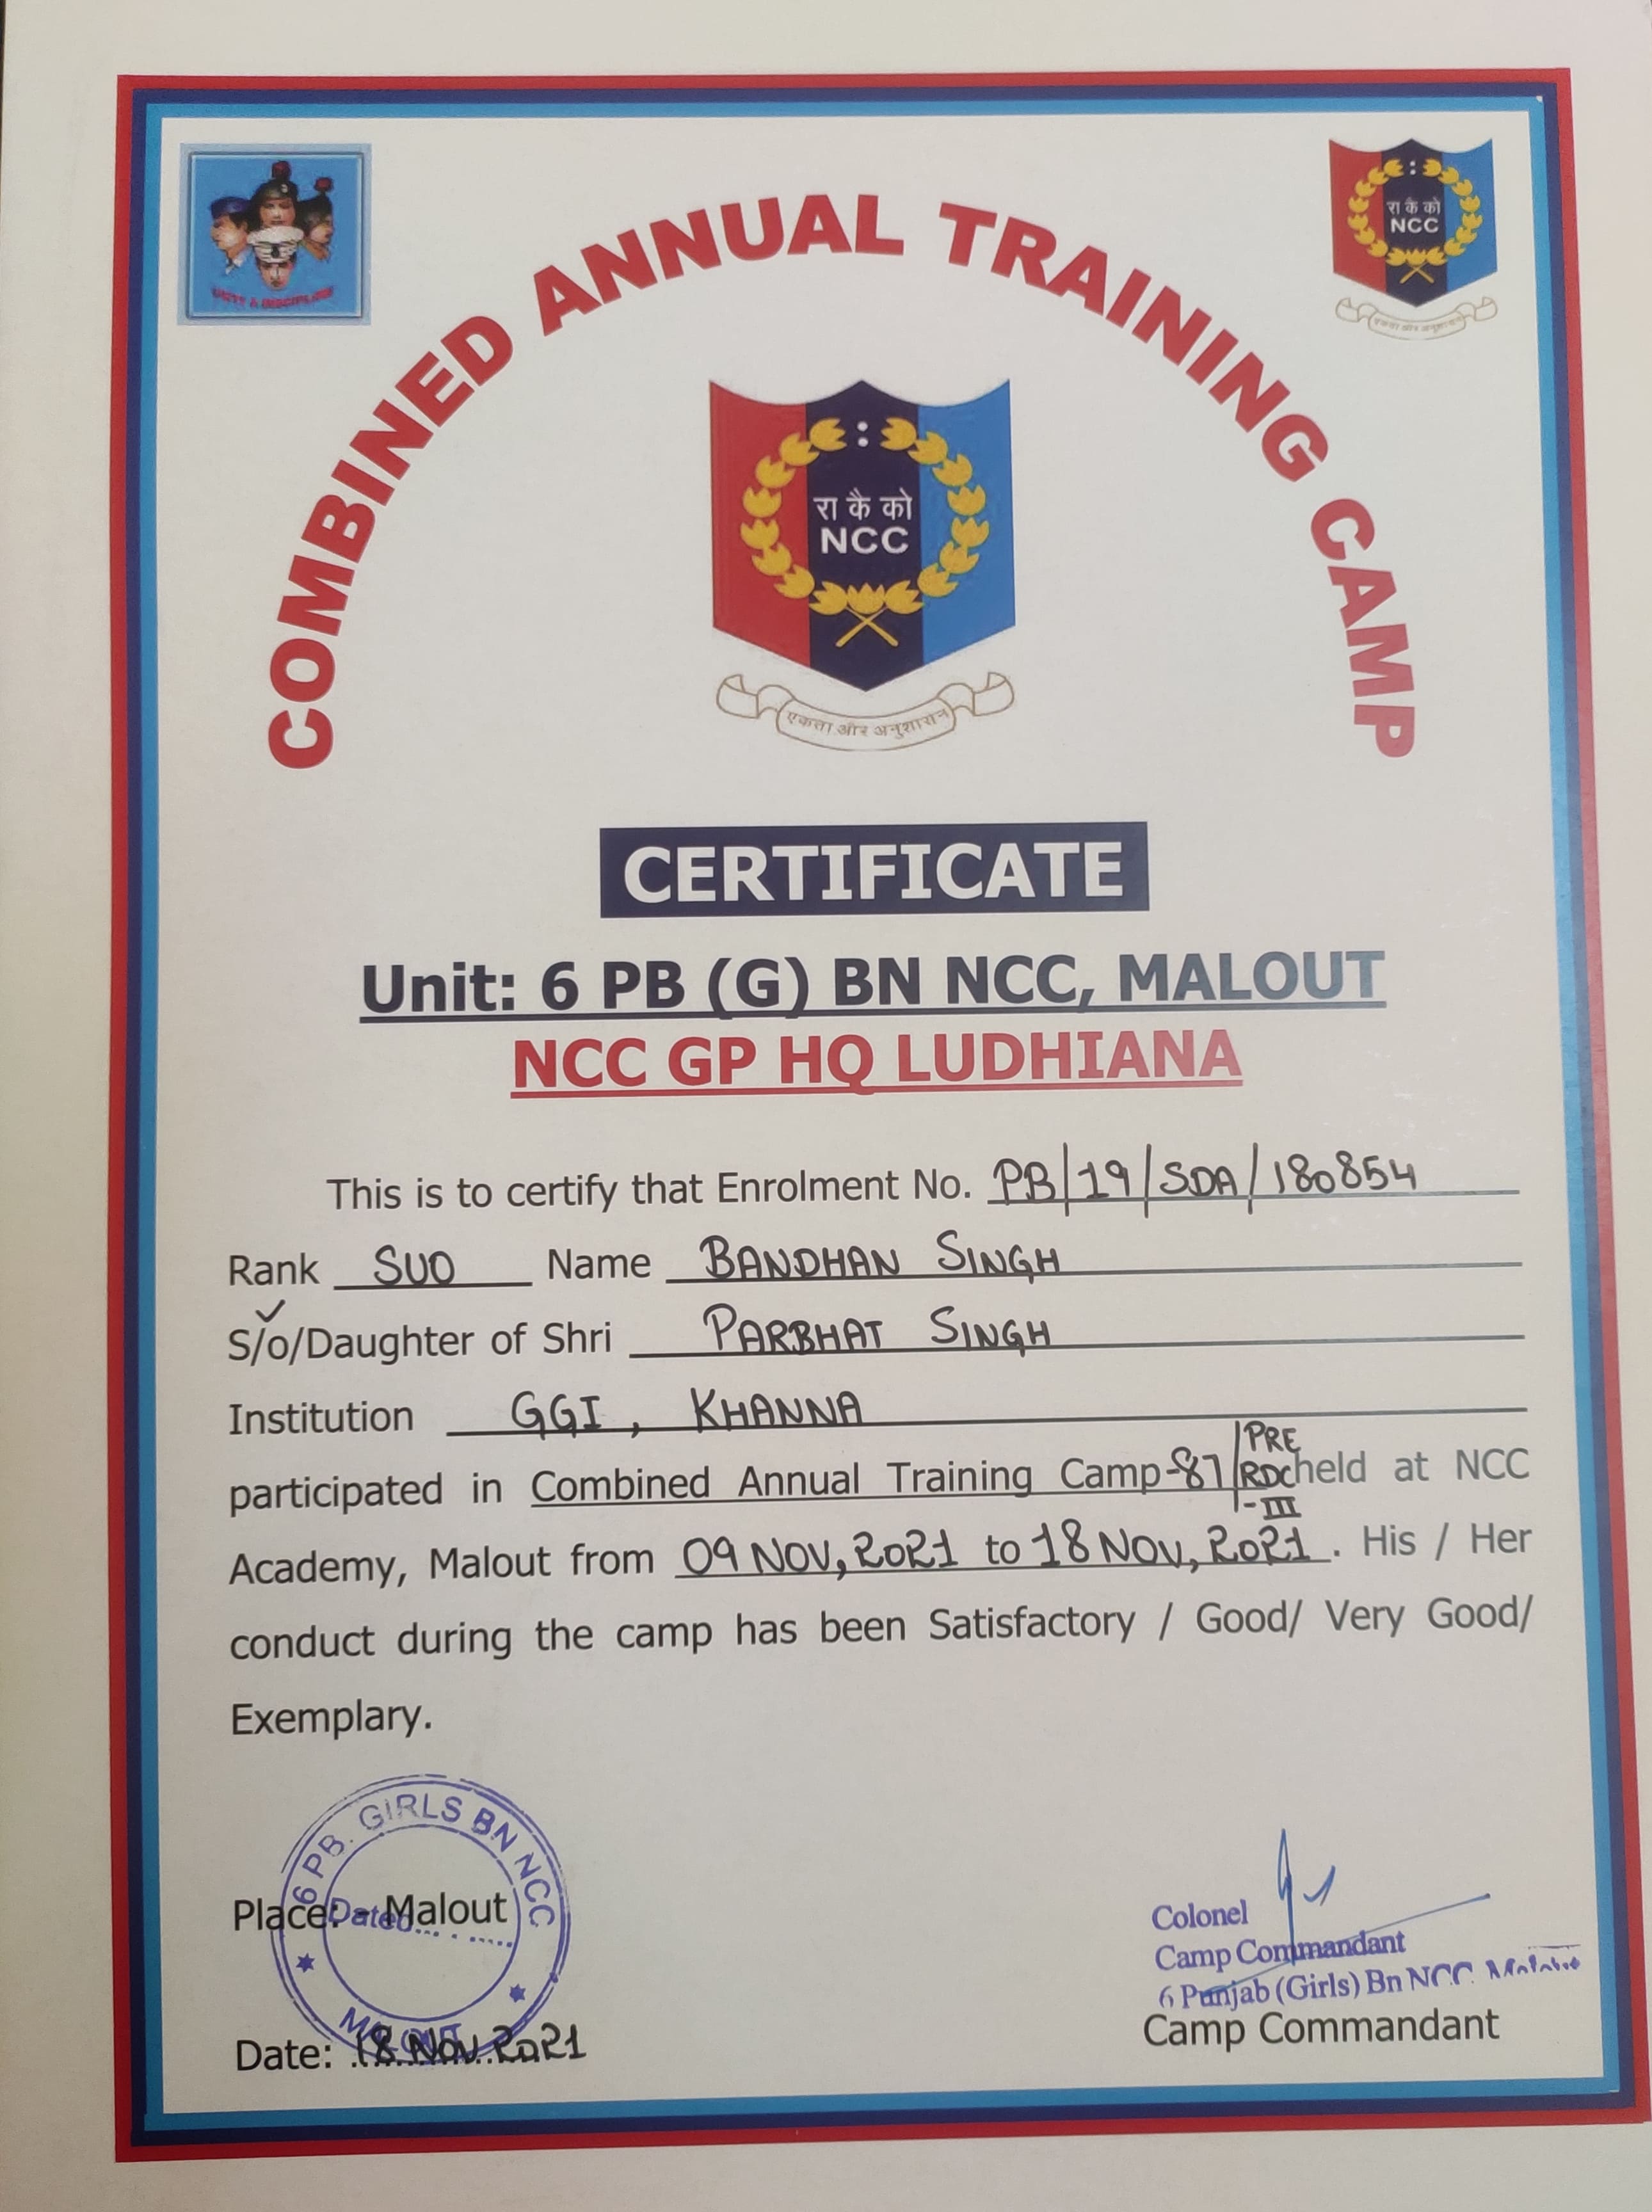 UNITY & DISCIPLINE
रा कै को
NCC
एकता और अनुशासन
COMBINED ANNUAL TRAINING CAMP
रा कै को
NCC
एकता और अनुशासन
CERTIFICATE
Unit: 6 PB (G) BN NCC, MALOUT
NCC GP HQ LUDHIANA
This is to certify that Enrolment No. PB/19/SDA/180854
Rank SUO Name BANDHAN SINGH
S/o/Daughter of Shri PARBHAT SINGH
Institution GGI, KHANNA
participated in Combined Annual Training Camp-87/PRE RDC-III held at NCC
Academy, Malout from 09 NOV, 2021 to 18 NOV, 2021. His / Her
conduct during the camp has been Satisfactory / Good/ Very Good/
Exemplary.
6 PB. GIRLS BN NCC
Place: - Malout
Dated
MALOUT
Date: 18 Nov 2021
Colonel
Camp Commandant
6 Punjab (Girls) Bn NCC
Camp Commandant